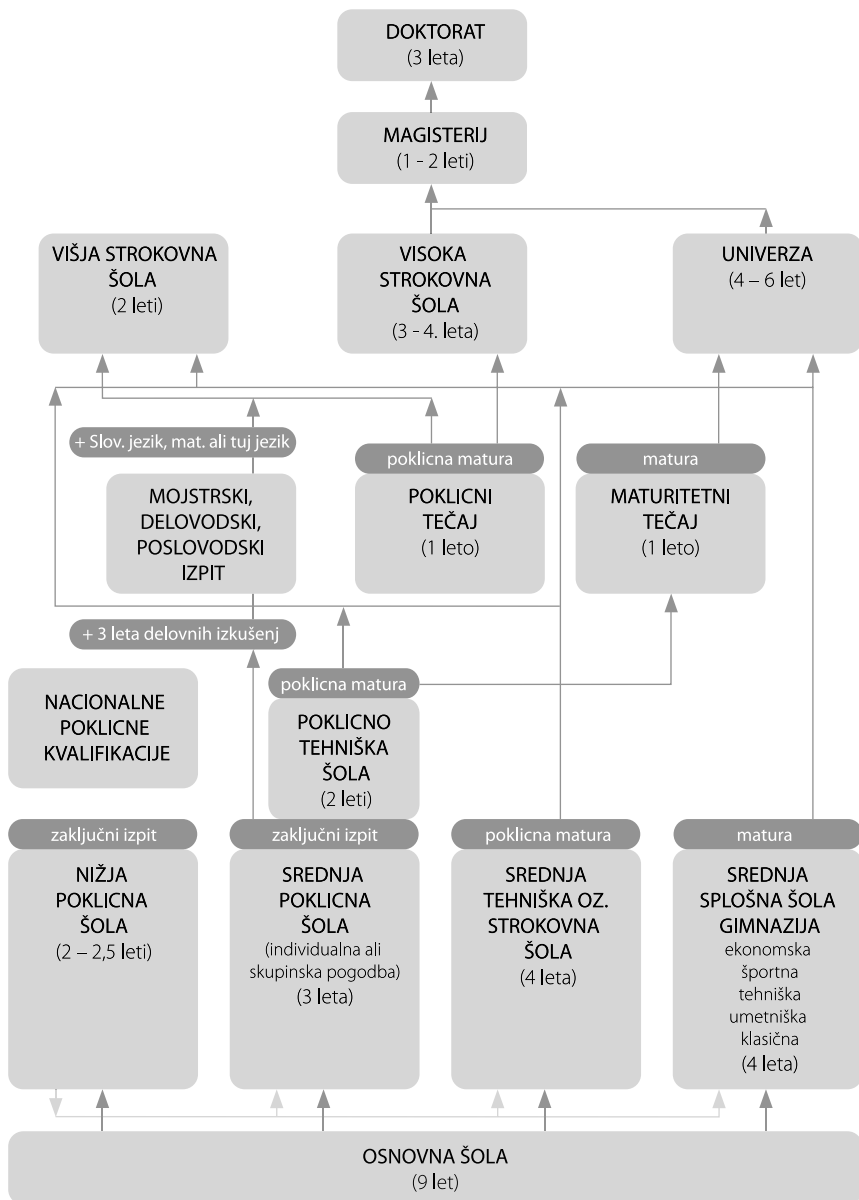 DOKTORAT
(3 leta)
MAGISTERIJ
(1 - 2 leti)
VIŠJA STROKOVNA
ŠOLA
(2 leti)
VISOKA
STROKOVNA
ŠOLA
(3 - 4. leta)
UNIVERZA
(4 – 6 let)
+ Slov. jezik, mat. ali tuj jezik
MOJSTRSKI,
DELOVODSKI,
POSLOVODSKI
IZPIT
+ 3 leta delovnih izkušenj
poklicna matura
POKLICNI
TEČAJ
(1 leto)
matura
MATURITETNI
TEČAJ
(1 leto)
NACIONALNE
POKLICNE
KVALIFIKACIJE
poklicna matura
POKLICNO
TEHNIŠKA
ŠOLA
(2 leti)
zaključni izpit
NIŽJA
POKLICNA
ŠOLA
(2 – 2,5 leti)
zaključni izpit
SREDNJA
POKLICNA
ŠOLA
(individualna ali
skupinska pogodba)
(3 leta)
poklicna matura
SREDNJA
TEHNIŠKA OZ.
STROKOVNA
ŠOLA
(4 leta)
matura
SREDNJA
SPLOŠNA ŠOLA
GIMNAZIJA
ekonomska
športna
tehniška
umetniška
klasična
(4 leta)
OSNOVNA ŠOLA
(9 let)